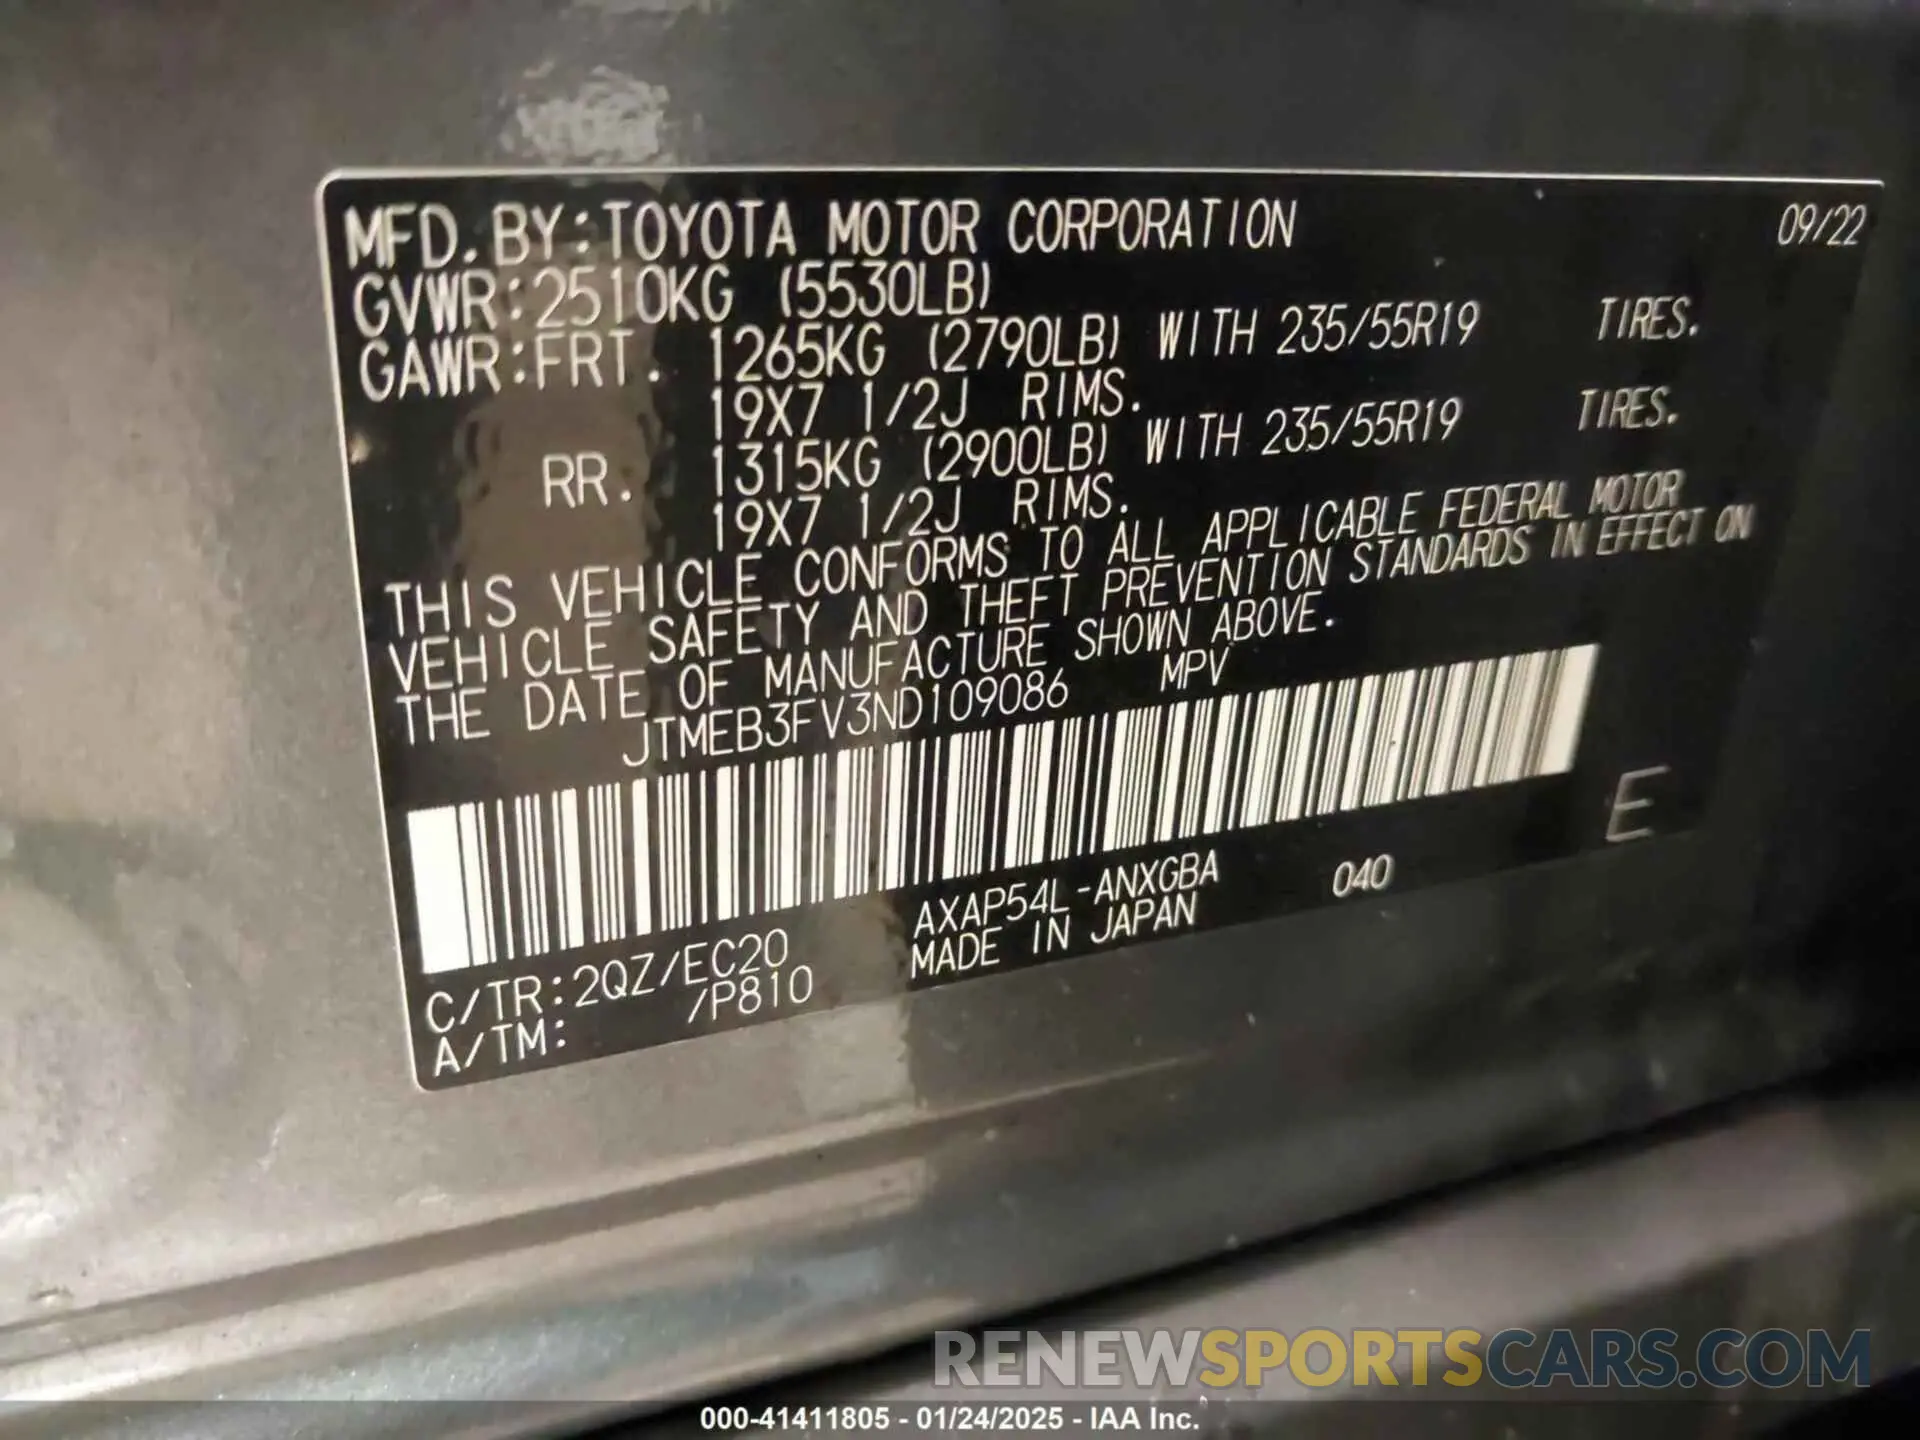 MFD. BY: TOYOTA MOTOR CORPORATION 09/22
GVWR: 2510KG (5530LB)
GAWR: FRT. 1265KG (2790LB) WITH 235/55R19 TIRES.
19X7 1/2J RIMS.
RR. 1315KG (2900LB) WITH 235/55R19 TIRES.
19X7 1/2J RIMS.
THIS VEHICLE CONFORMS TO ALL APPLICABLE FEDERAL MOTOR
VEHICLE SAFETY AND THEFT PREVENTION STANDARDS IN EFFECT ON
THE DATE OF MANUFACTURE SHOWN ABOVE.
JTMEB3FV3ND109086 MPV
E
AXAP54L-ANXGBA 040
C/TR: 2QZ/EC20 MADE IN JAPAN
A/TM: /P810
RENEWSPORTSCARS.COM
000-41411805 - 01/24/2025 - IAA Inc.